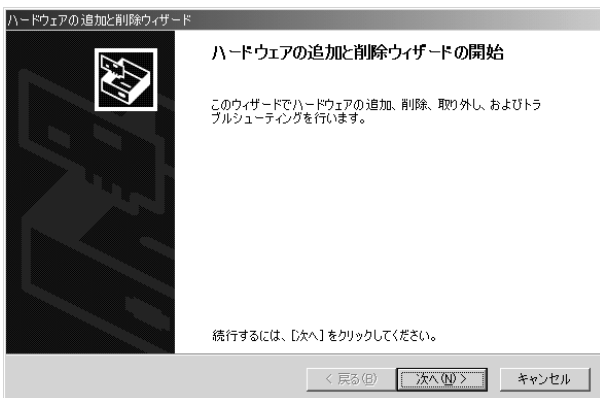 ハードウェアの追加と削除ウィザード
ハードウェアの追加と削除ウィザードの開始
このウィザードでハードウェアの追加、削除、取り外し、およびトラ
ブルシューティングを行います。
続行するには、[次へ] をクリックしてください。
< 戻る(B)
次へ(N) >
キャンセル